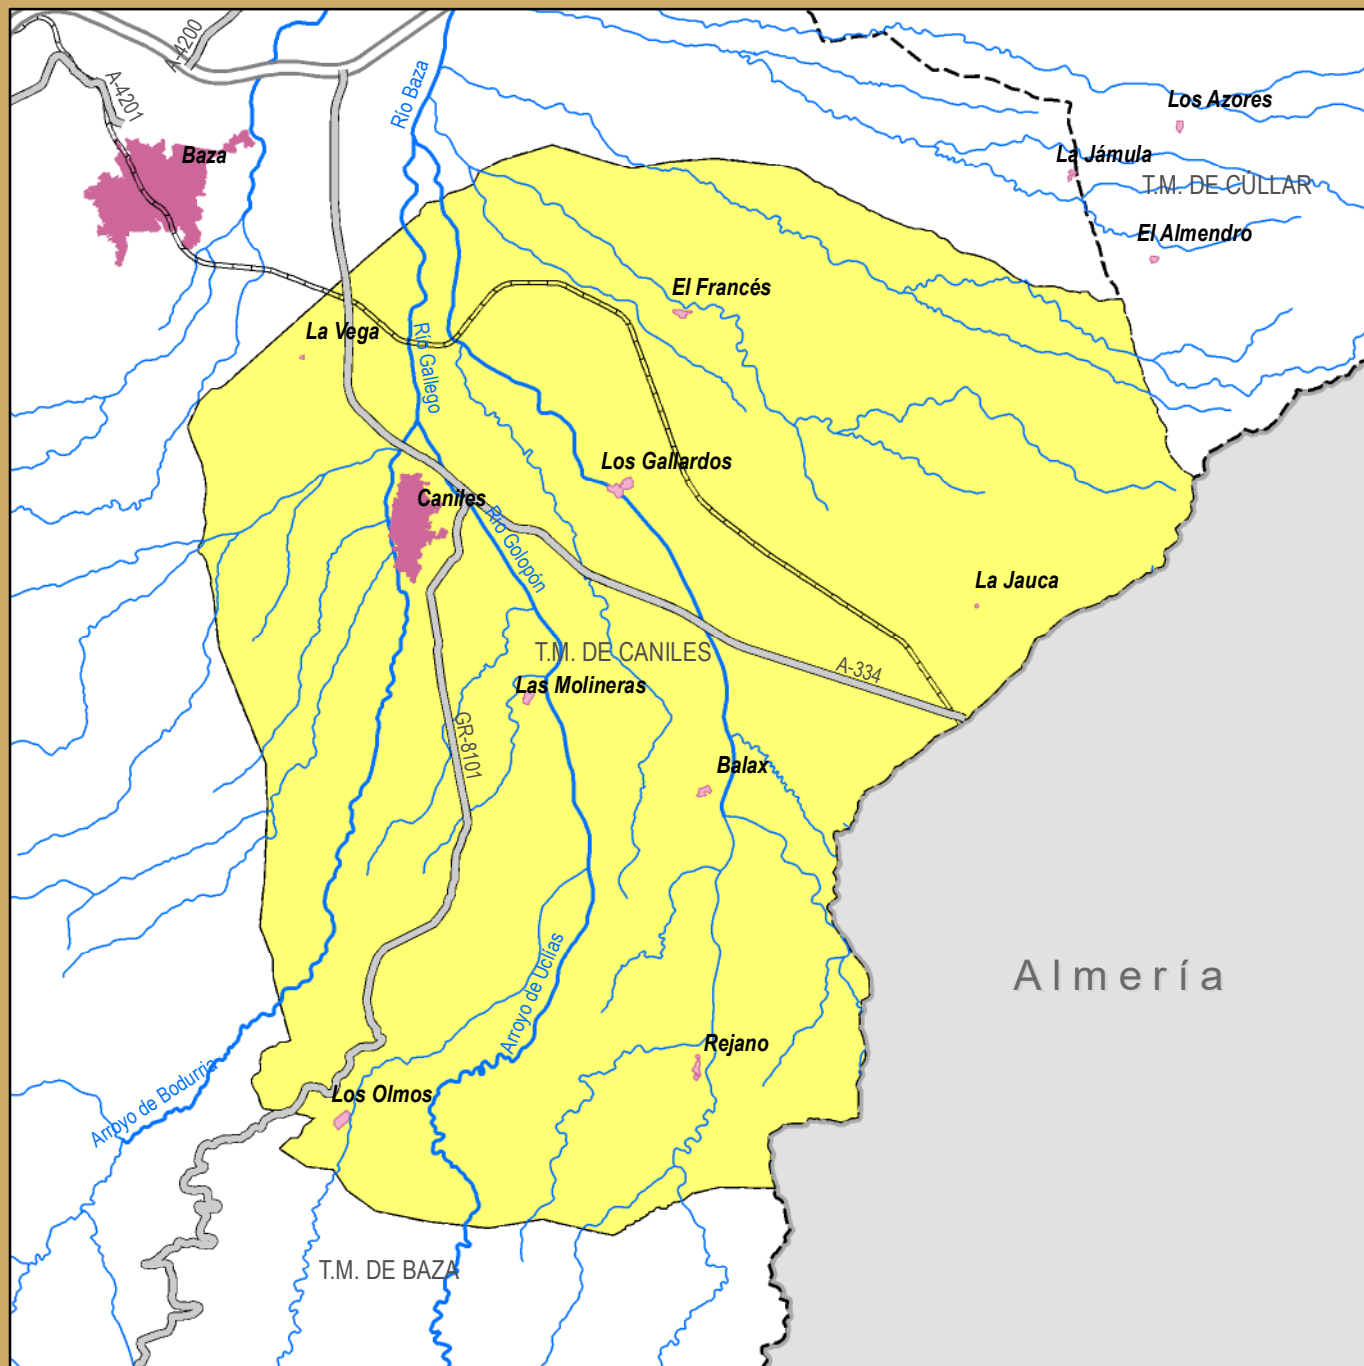 A-4200
Río Baza
A-4201
Los Azores
Baza
La Jámula
T.M. DE CÚLLAR
El Almendro
El Francés
La Vega
Río Gallego
Los Gallardos
Caniles
Río Golopón
La Jauca
T.M. DE CANILES
A-334
Las Molineras
GR-8101
Balax
Arroyo de Uclías
Almería
Rejano
Los Olmos
Arroyo de Bodurria
T.M. DE BAZA